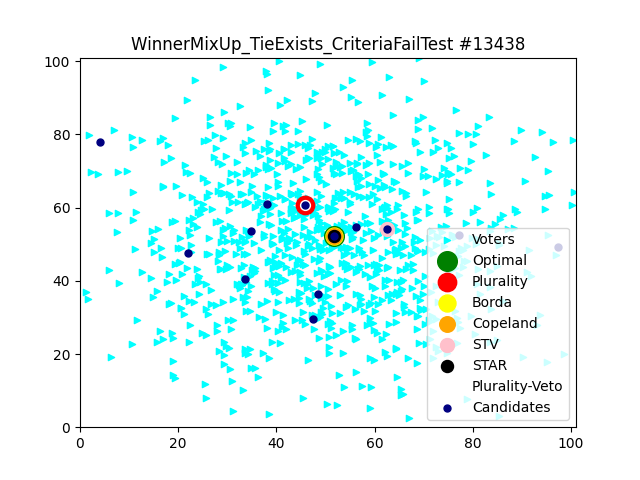 WinnerMixUp_TieExists_CriteriaFailTest #13438
100
80
60
40
20
0
Voters
Optimal
Plurality
Borda
Copeland
STV
STAR
Plurality-Veto
Candidates
0 20 40 60 80 100